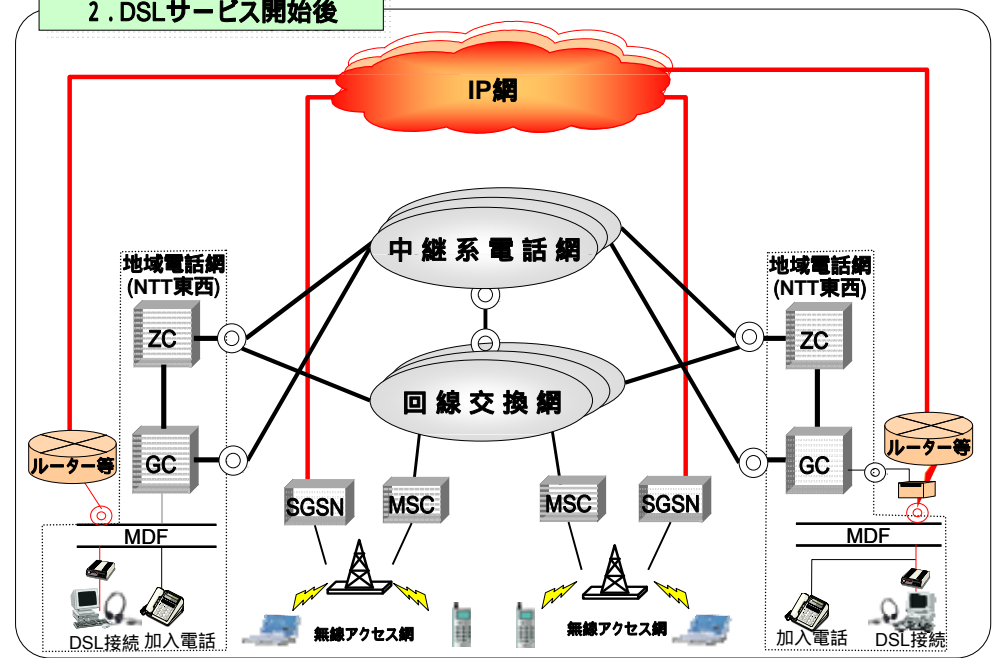 2．DSLサービス開始後
IP網
中継系電話網
地域電話網
(NTT東西)
地域電話網
(NTT東西)
ZC
ZC
回線交換網
ルーター等
GC
GC
ルーター等
SGSN
MSC
MSC
SGSN
MDF
MDF
DSL接続
加入電話
無線アクセス網
無線アクセス網
加入電話
DSL接続